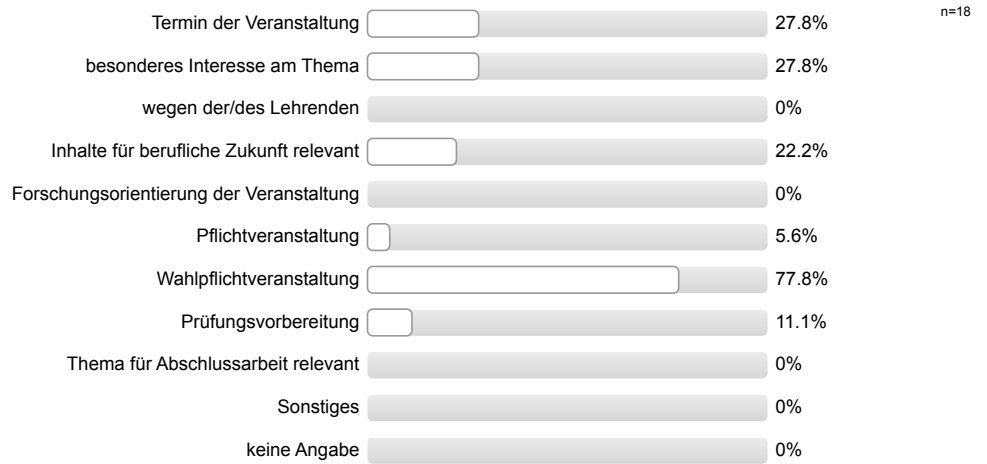 n=18
Termin der Veranstaltung 27.8%
besonderes Interesse am Thema 27.8%
wegen der/des Lehrenden 0%
Inhalte für berufliche Zukunft relevant 22.2%
Forschungsorientierung der Veranstaltung 0%
Pflichtveranstaltung 5.6%
Wahlpflichtveranstaltung 77.8%
Prüfungsvorbereitung 11.1%
Thema für Abschlussarbeit relevant 0%
Sonstiges 0%
keine Angabe 0%